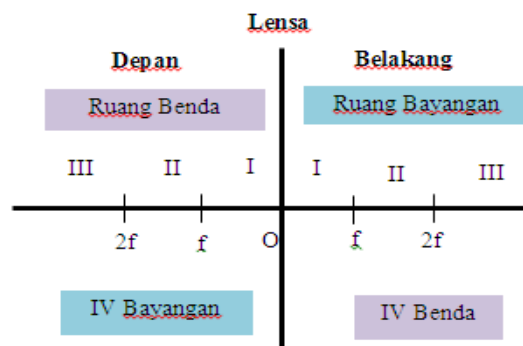 Lensa
Depan Belakang
Ruang Benda Ruang Bayangan
III II I I II III
2f f O f 2f
IV Bayangan IV Benda